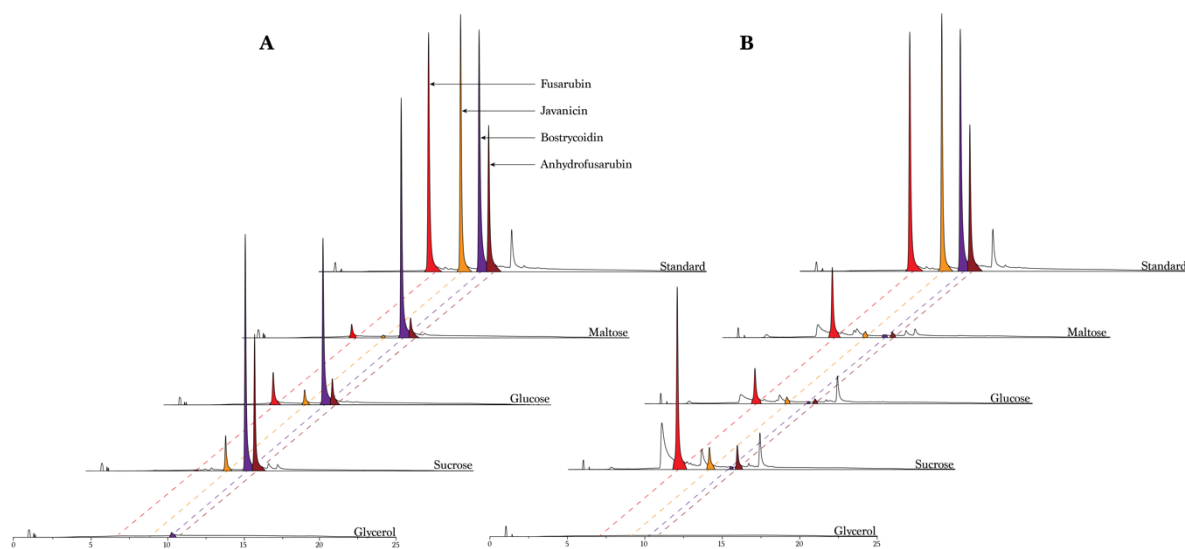 A
B
Fusarubin
Javanicin
Bostrycoidin
Anhydrofusarubin
Standard
Standard
Maltose
Maltose
Glucose
Glucose
Sucrose
Sucrose
Glycerol
Glycerol
0 5 10 15 20 25
0 5 10 15 20 25